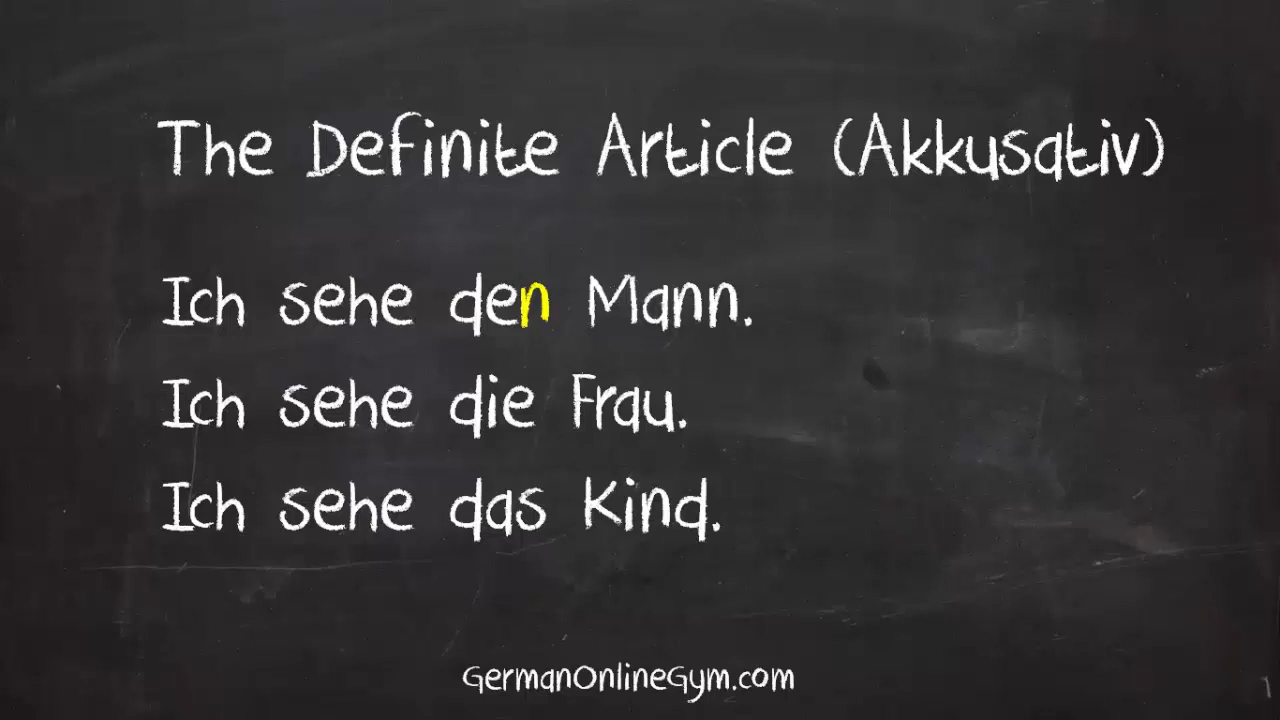 The Definite Article (Akkusativ)
Ich sehe den Mann.
Ich sehe die Frau.
Ich sehe das Kind.
GermanOnlineGym.com